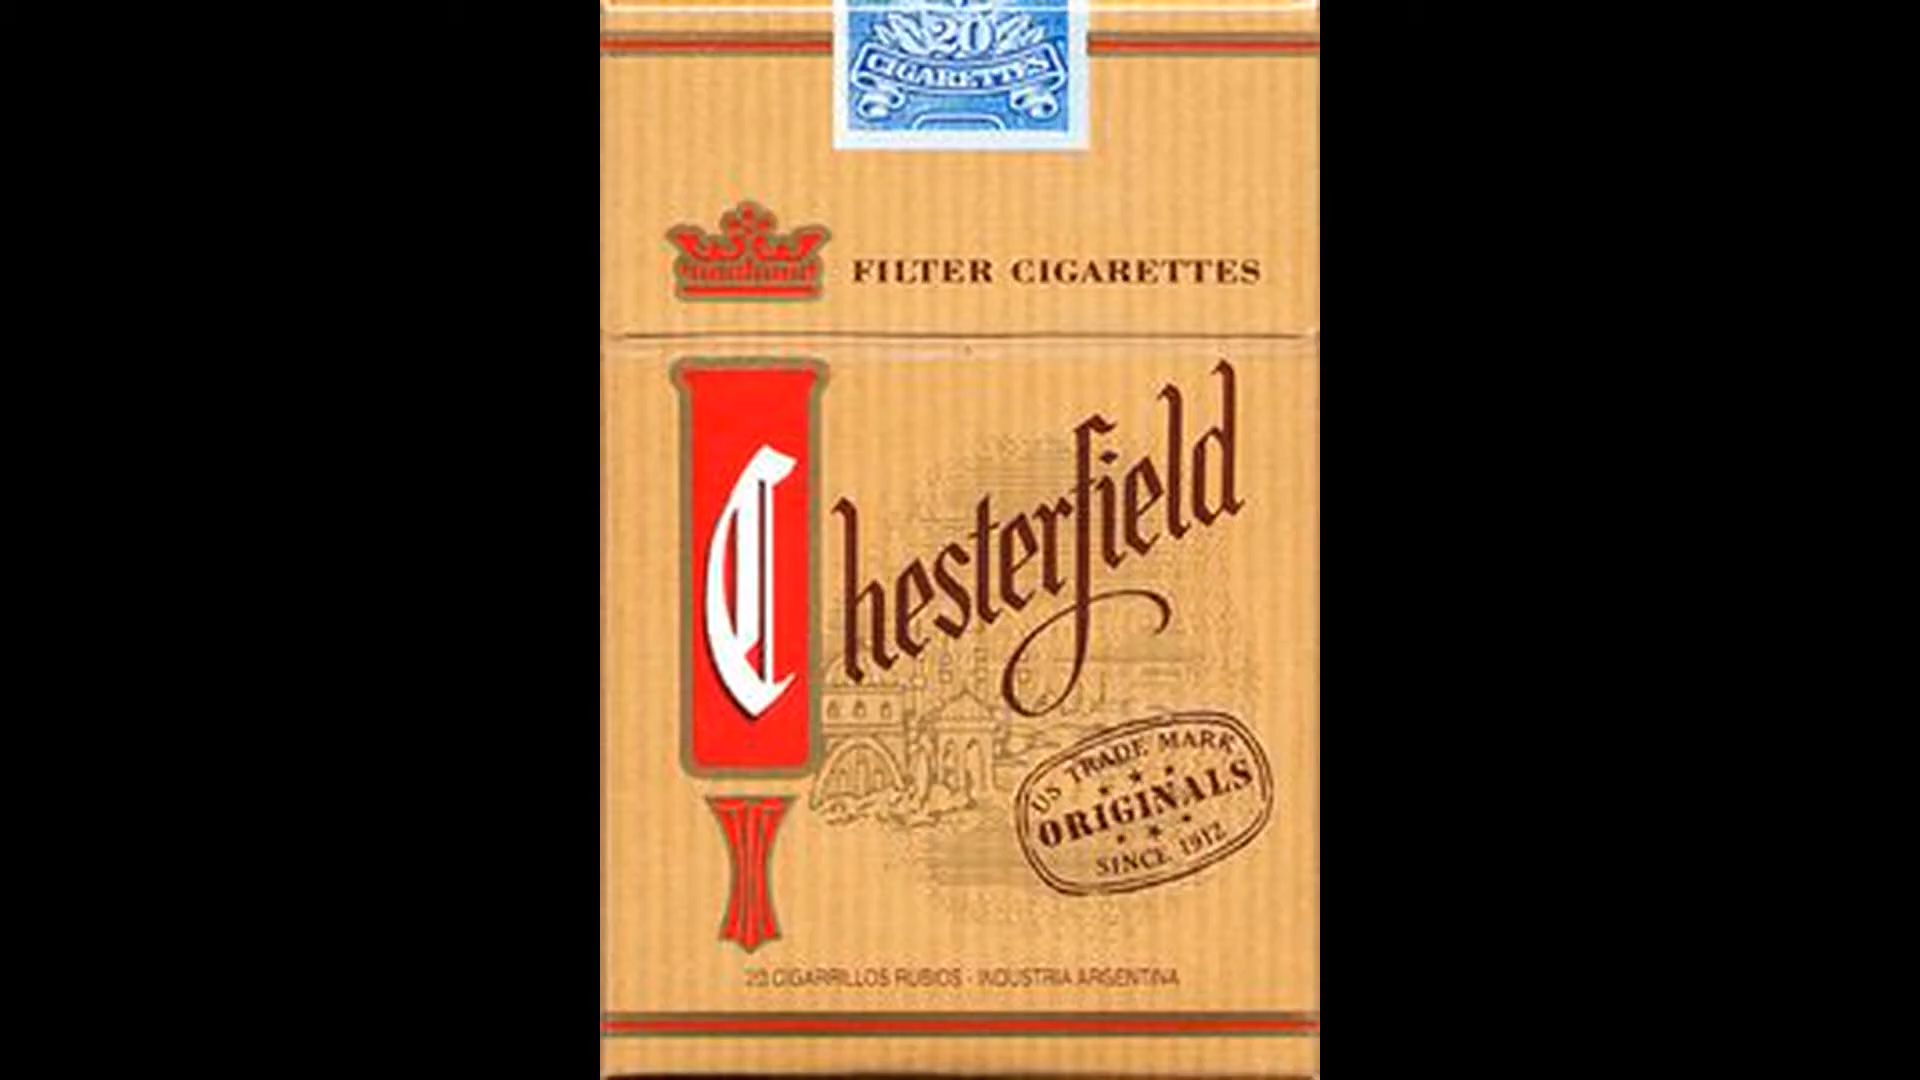 20
CIGARETTES
FILTER CIGARETTES
Chesterfield
US TRADE MARK
ORIGINALS
SINCE 1912
20 CIGARRILLOS RUBIOS - INDUSTRIA ARGENTINA